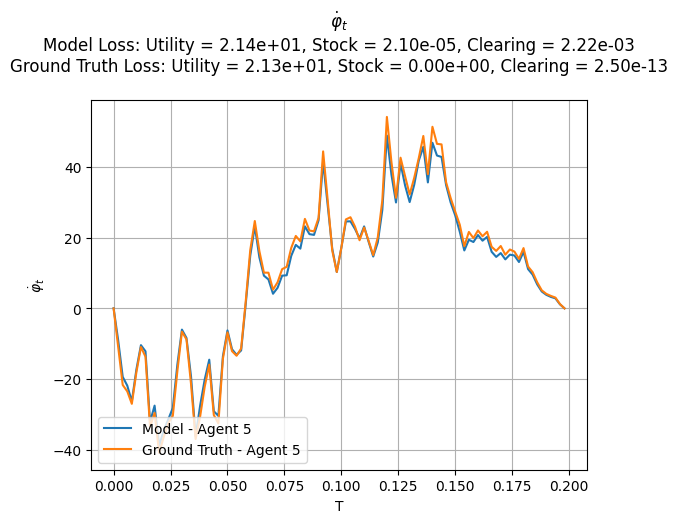 φ̇ₜ
Model Loss: Utility = 2.14e+01, Stock = 2.10e-05, Clearing = 2.22e-03
Ground Truth Loss: Utility = 2.13e+01, Stock = 0.00e+00, Clearing = 2.50e-13
40
20
0
−20
−40
φ̇ₜ
Model - Agent 5
Ground Truth - Agent 5
0.000 0.025 0.050 0.075 0.100 0.125 0.150 0.175 0.200
T